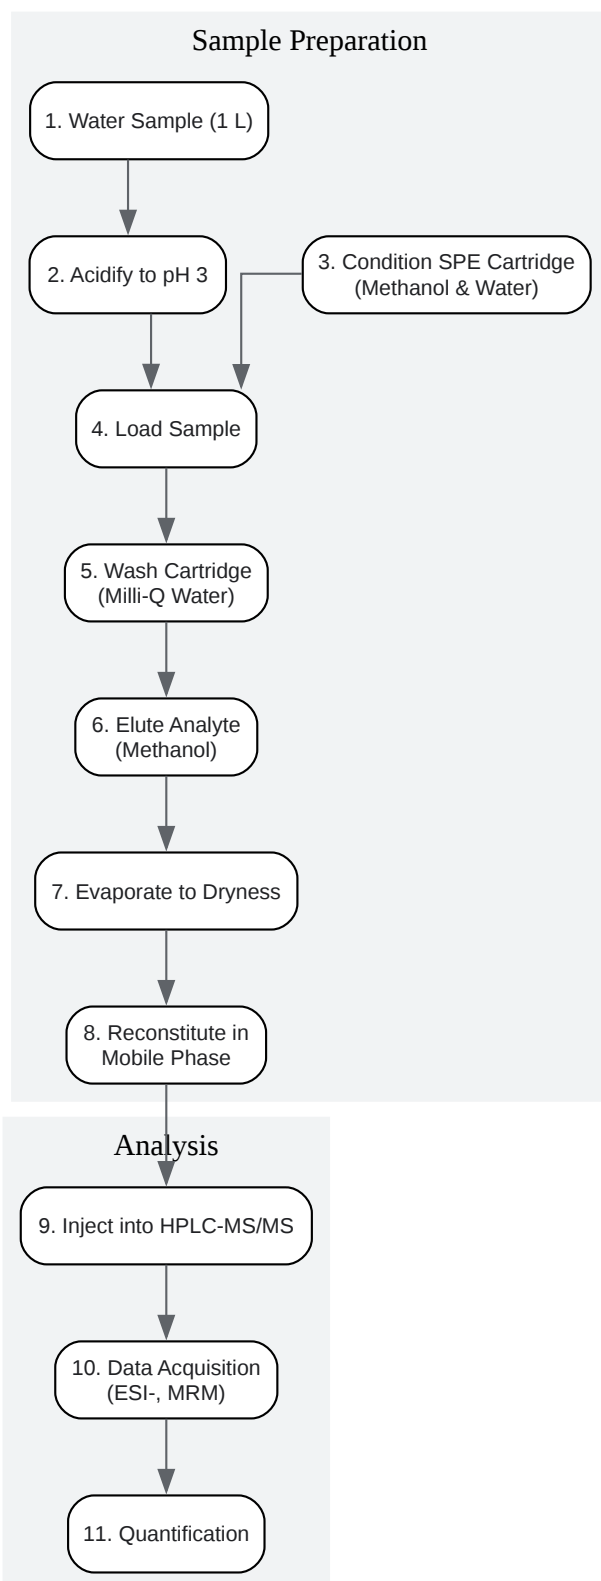 Sample Preparation
1. Water Sample (1 L)
2. Acidify to pH 3
3. Condition SPE Cartridge
(Methanol & Water)
4. Load Sample
5. Wash Cartridge
(Milli-Q Water)
6. Elute Analyte
(Methanol)
7. Evaporate to Dryness
8. Reconstitute in
Mobile Phase
Analysis
9. Inject into HPLC-MS/MS
10. Data Acquisition
(ESI-, MRM)
11. Quantification